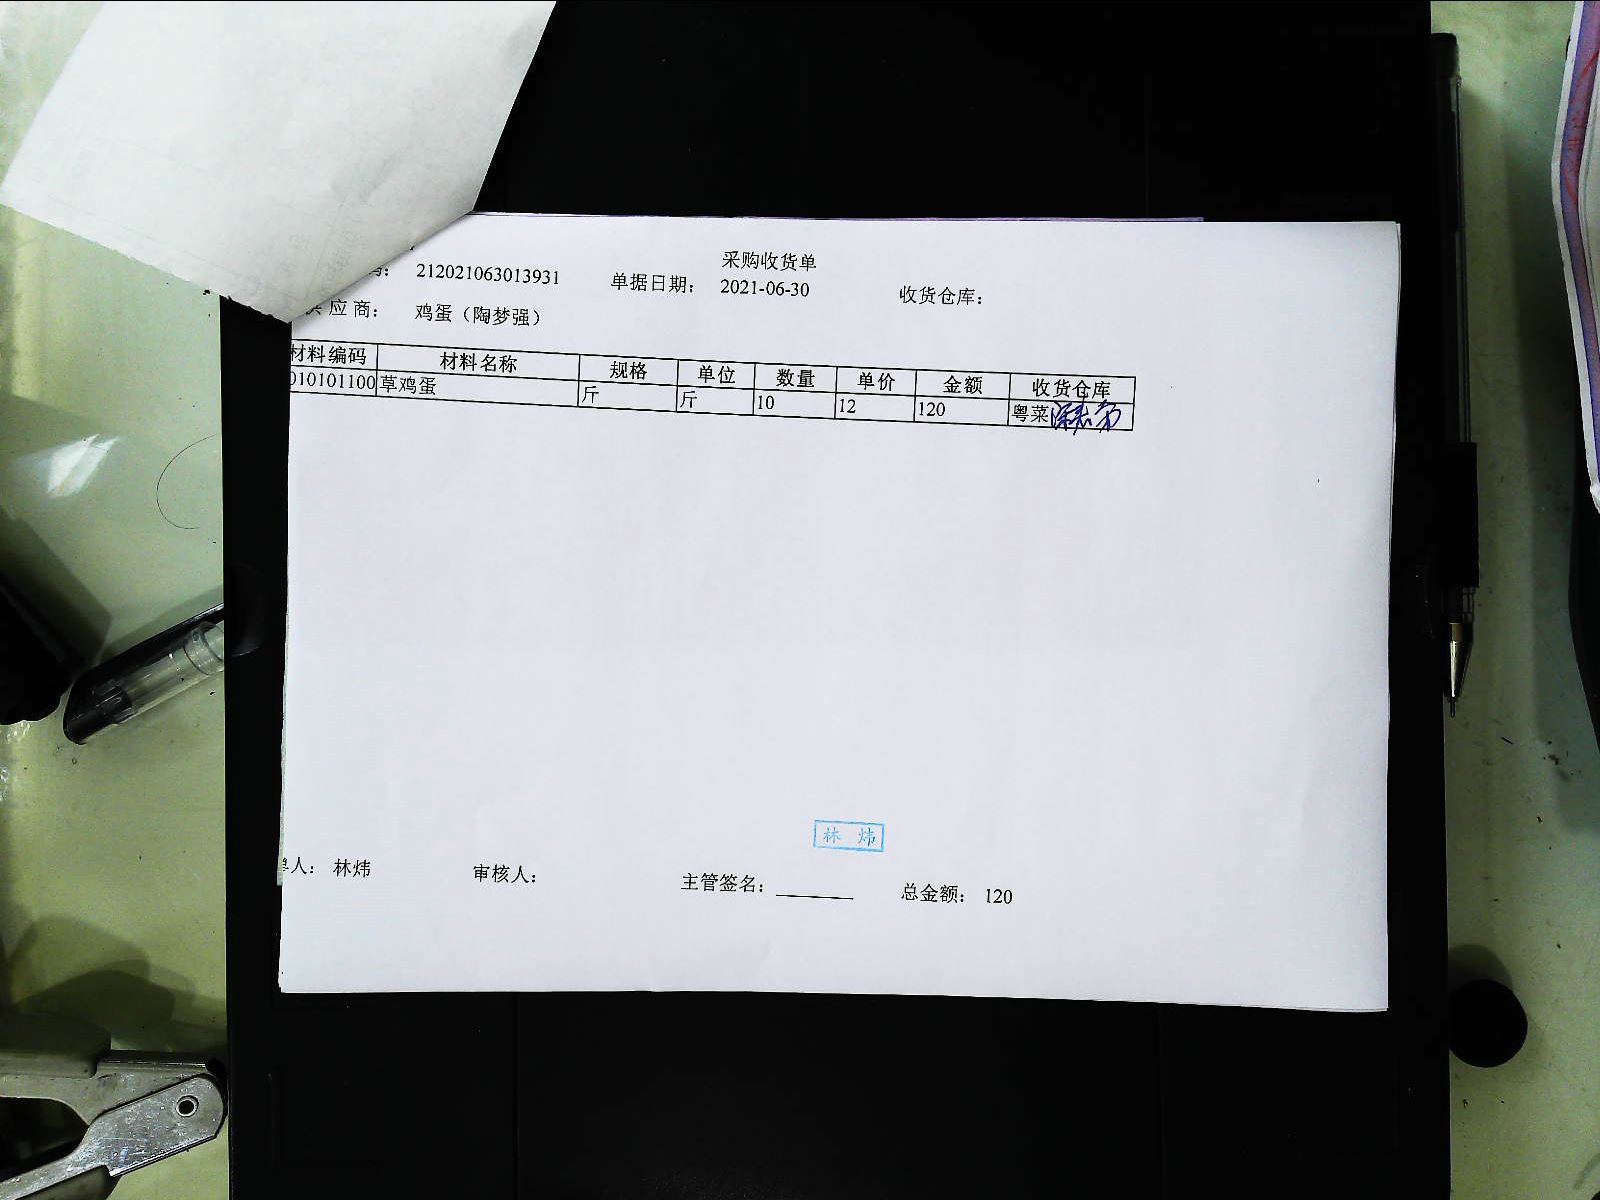 采购收货单
码： 212021063013931 单据日期： 2021-06-30 收货仓库：
供应商： 鸡蛋（陶梦强）
材料编码 材料名称 规格 单位 数量 单价 金额 收货仓库
010101100 草鸡蛋 斤 斤 10 12 120 粤菜
林 炜
单人： 林炜 审核人： 主管签名： 总金额： 120